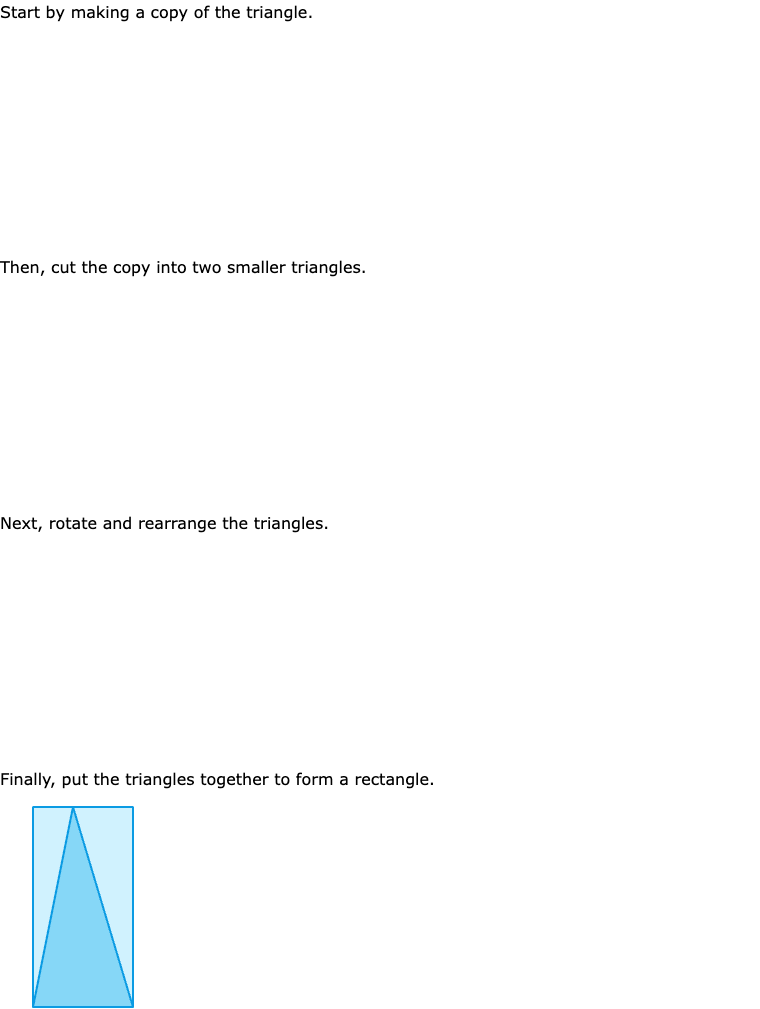 Start by making a copy of the triangle.
Then, cut the copy into two smaller triangles.
Next, rotate and rearrange the triangles.
Finally, put the triangles together to form a rectangle.